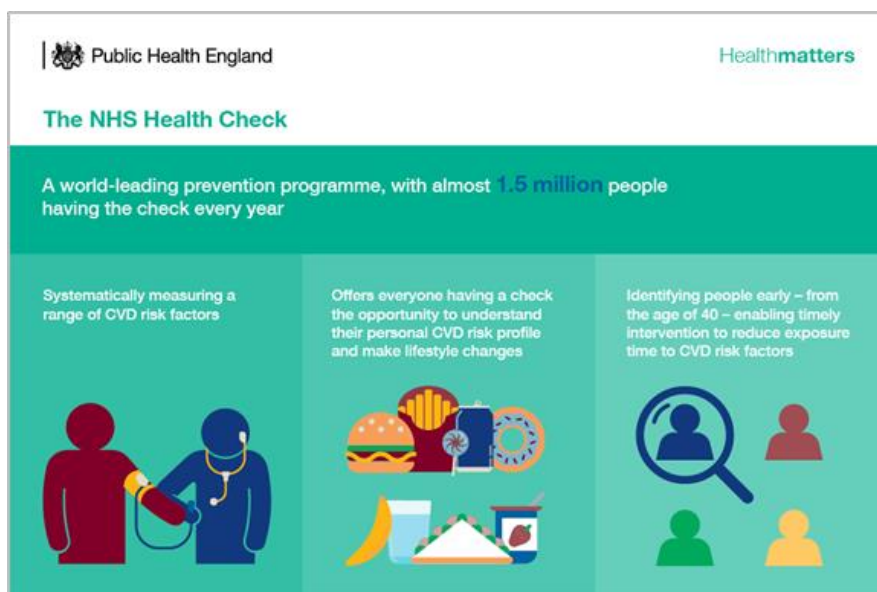 Public Health England
Healthmatters
The NHS Health Check
A world-leading prevention programme, with almost 1.5 million people
having the check every year
Systematically measuring a
range of CVD risk factors
Offers everyone having a check
the opportunity to understand
their personal CVD risk profile
and make lifestyle changes
Identifying people early – from
the age of 40 – enabling timely
intervention to reduce exposure
time to CVD risk factors